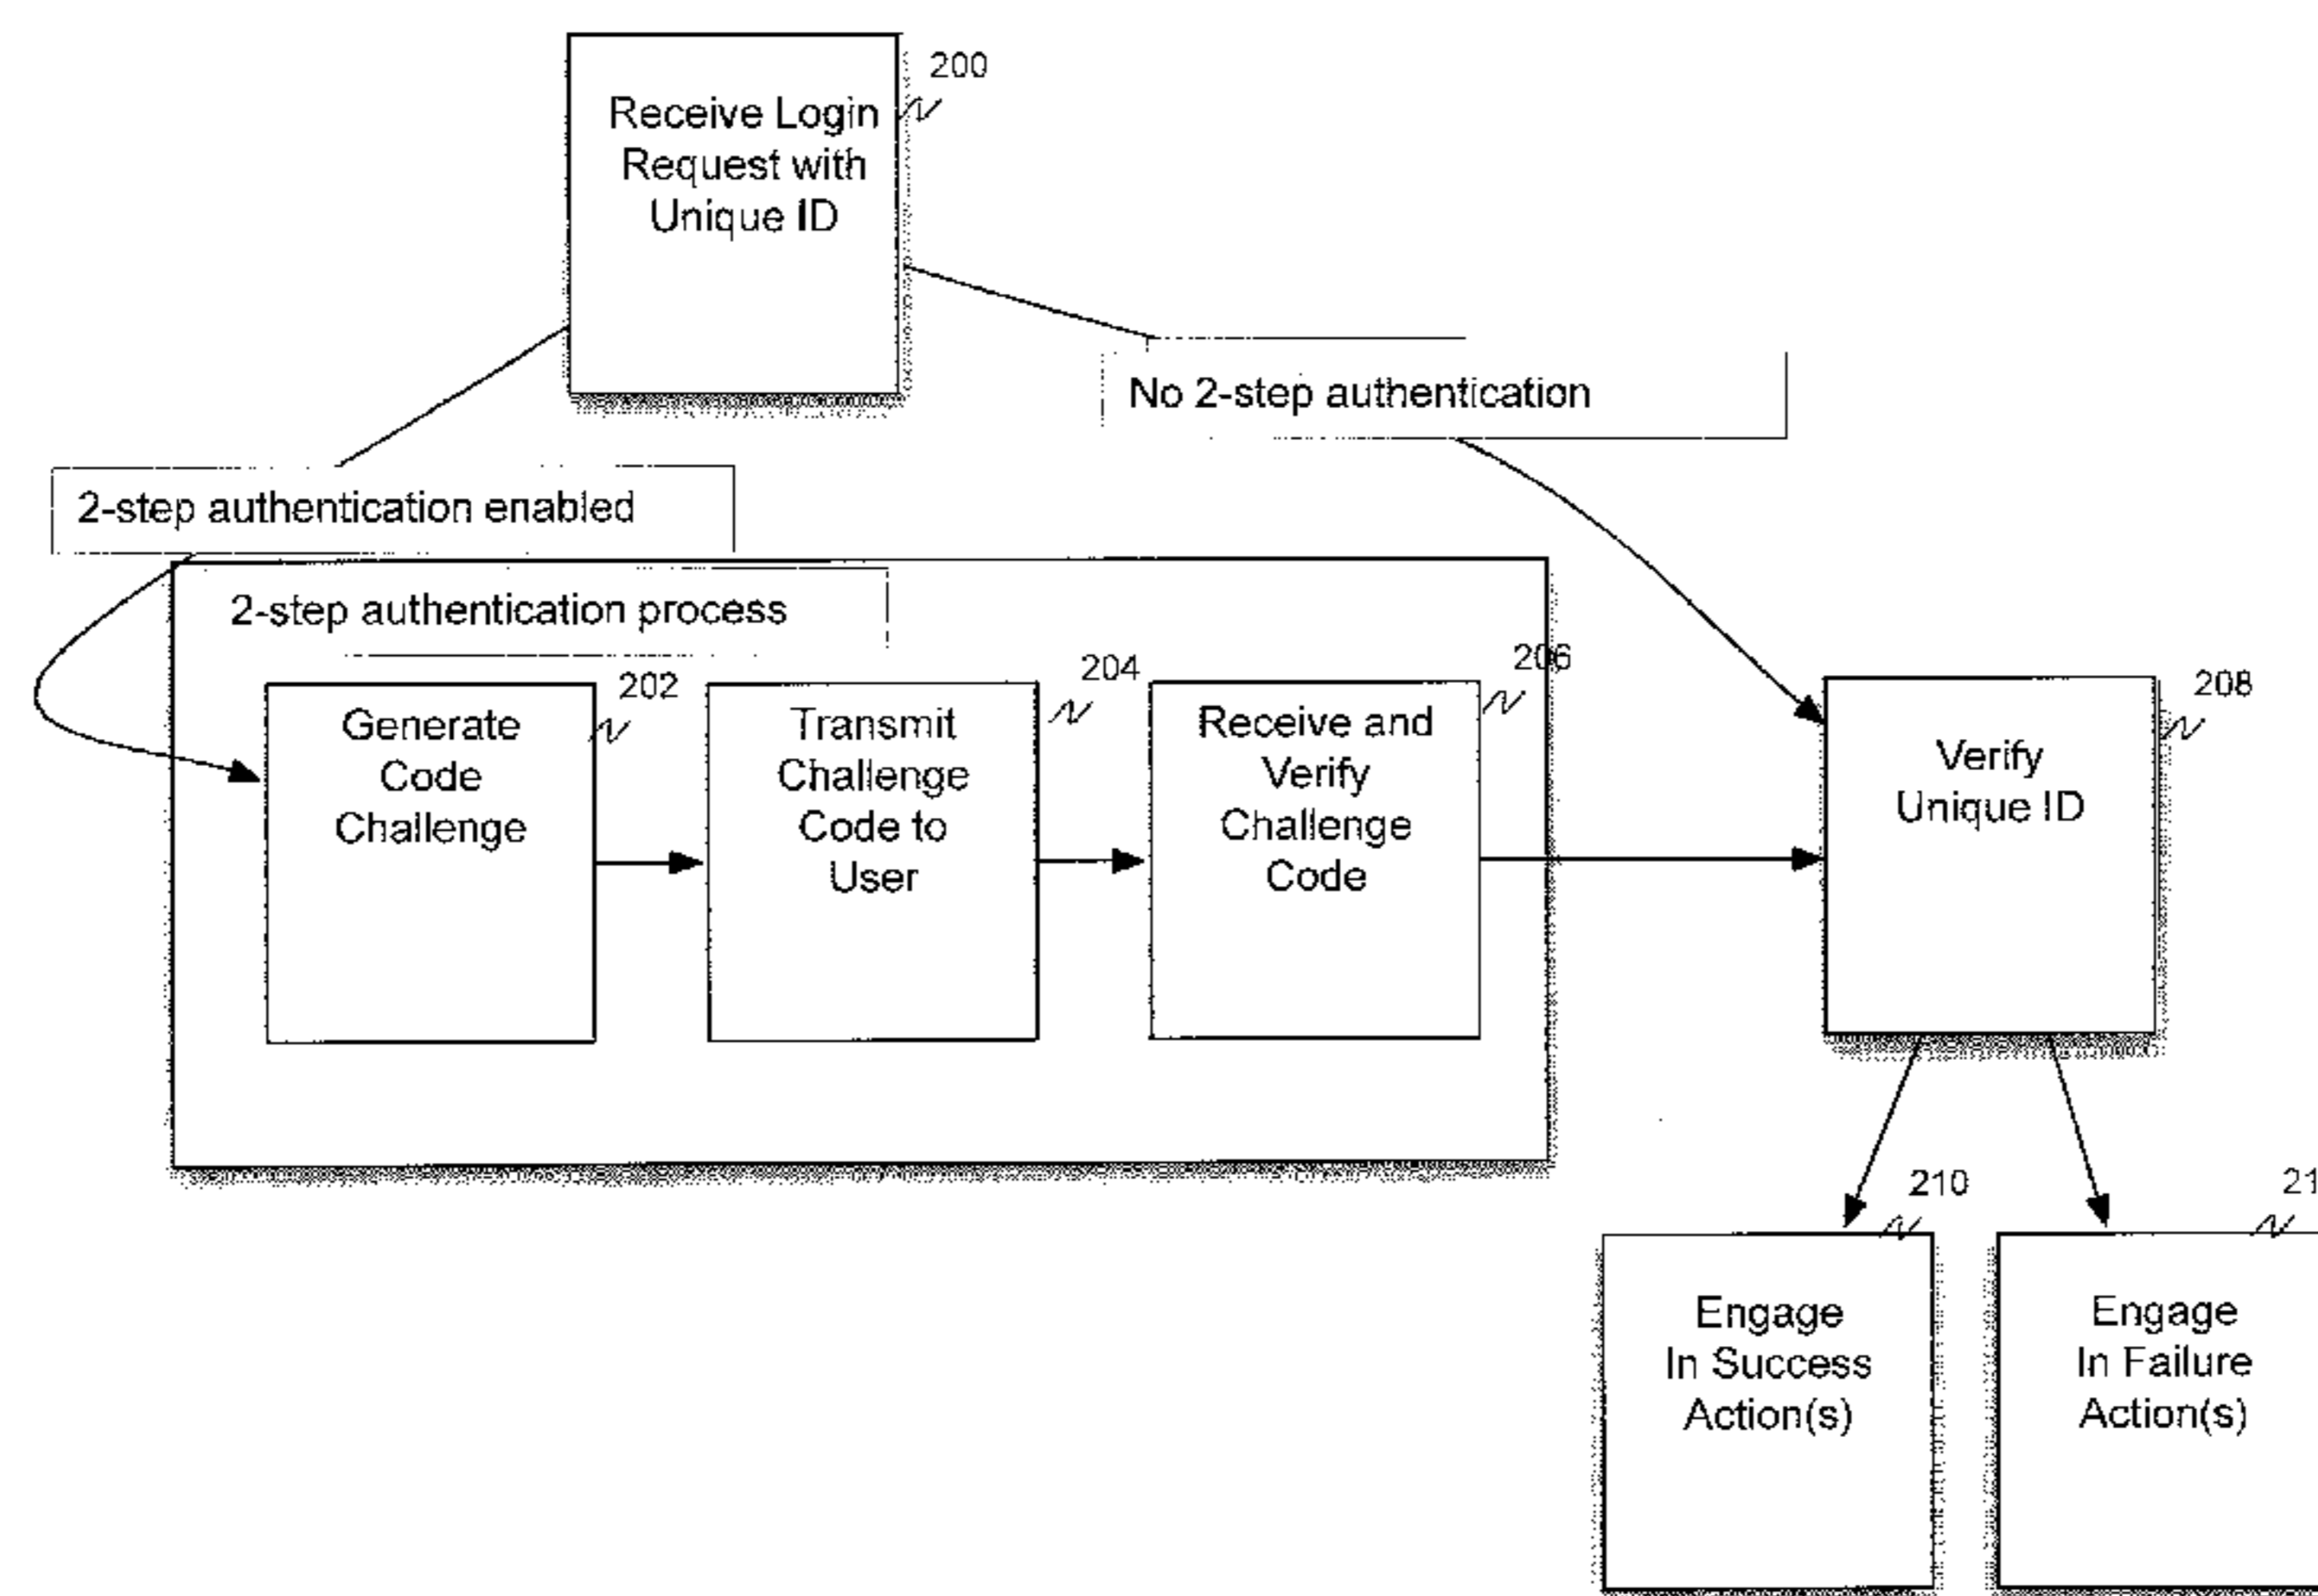 200
Receive Login
Request with
Unique ID
No 2-step authentication
2-step authentication enabled
2-step authentication process
202
Generate
Code
Challenge
204
Transmit
Challenge
Code to
User
206
Receive and
Verify
Challenge
Code
208
Verify
Unique ID
210
Engage
In Success
Action(s)
21
Engage
In Failure
Action(s)